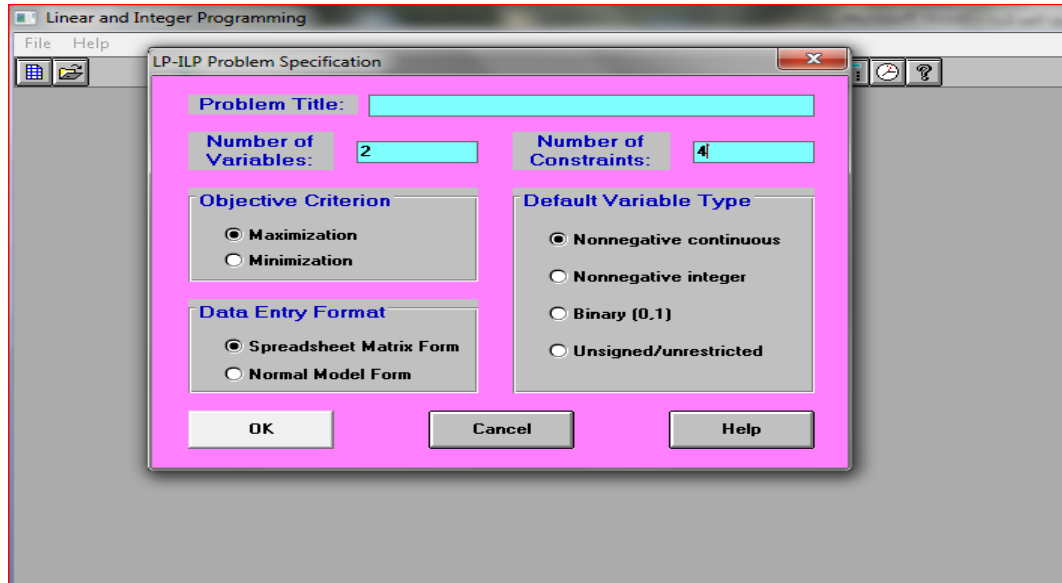 Linear and Integer Programming
File Help
LP-ILP Problem Specification
Problem Title:
Number of Variables: 2
Number of Constraints: 4
Objective Criterion
Maximization
Minimization
Data Entry Format
Spreadsheet Matrix Form
Normal Model Form
Default Variable Type
Nonnegative continuous
Nonnegative integer
Binary (0,1)
Unsigned/unrestricted
OK
Cancel
Help